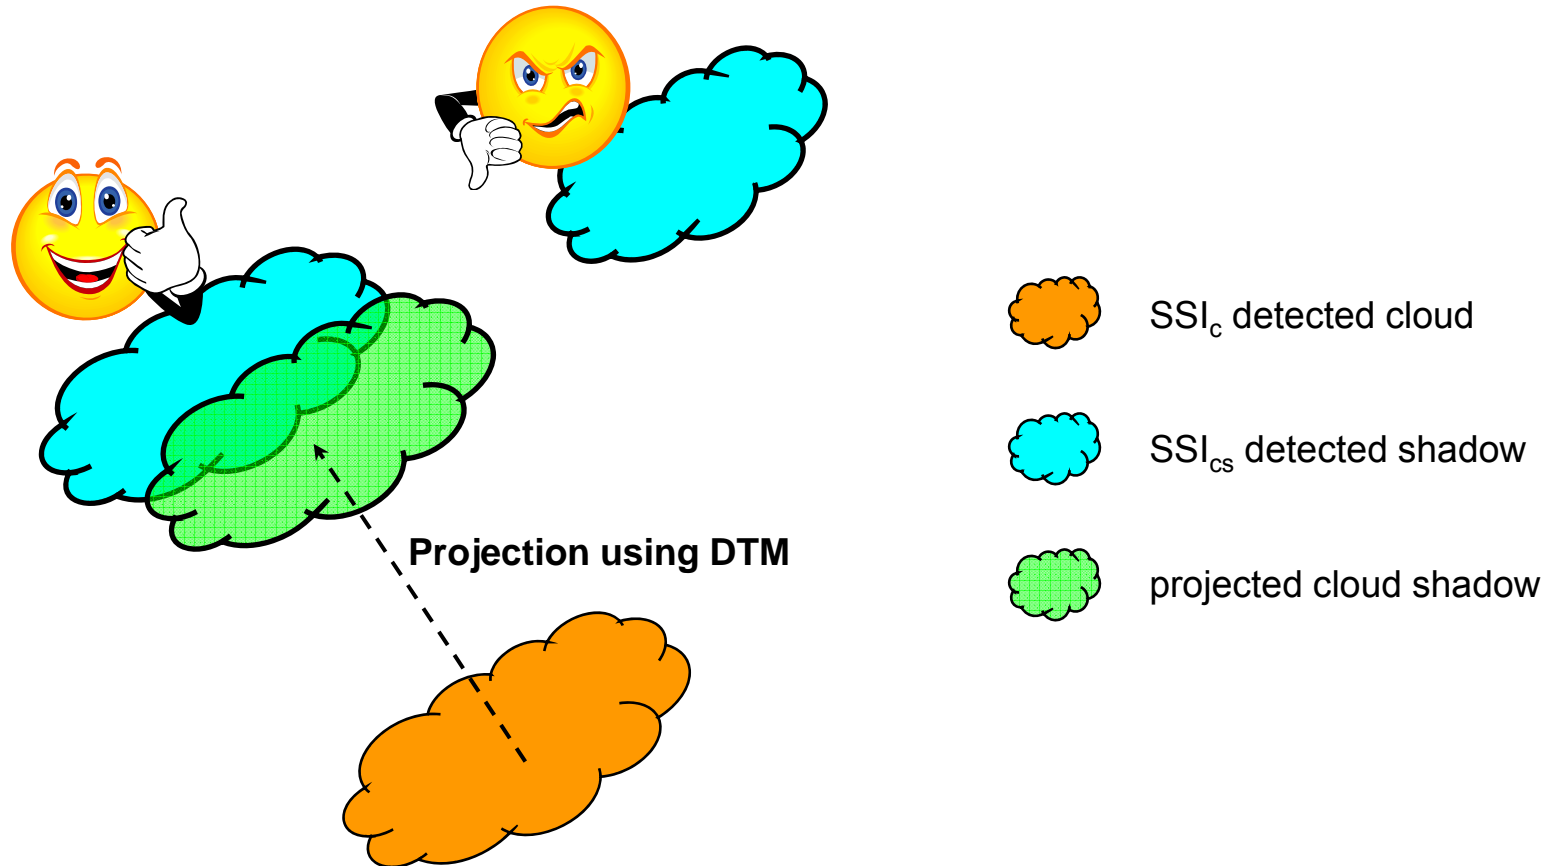 SSIc detected cloud
SSIcs detected shadow
Projection using DTM
projected cloud shadow